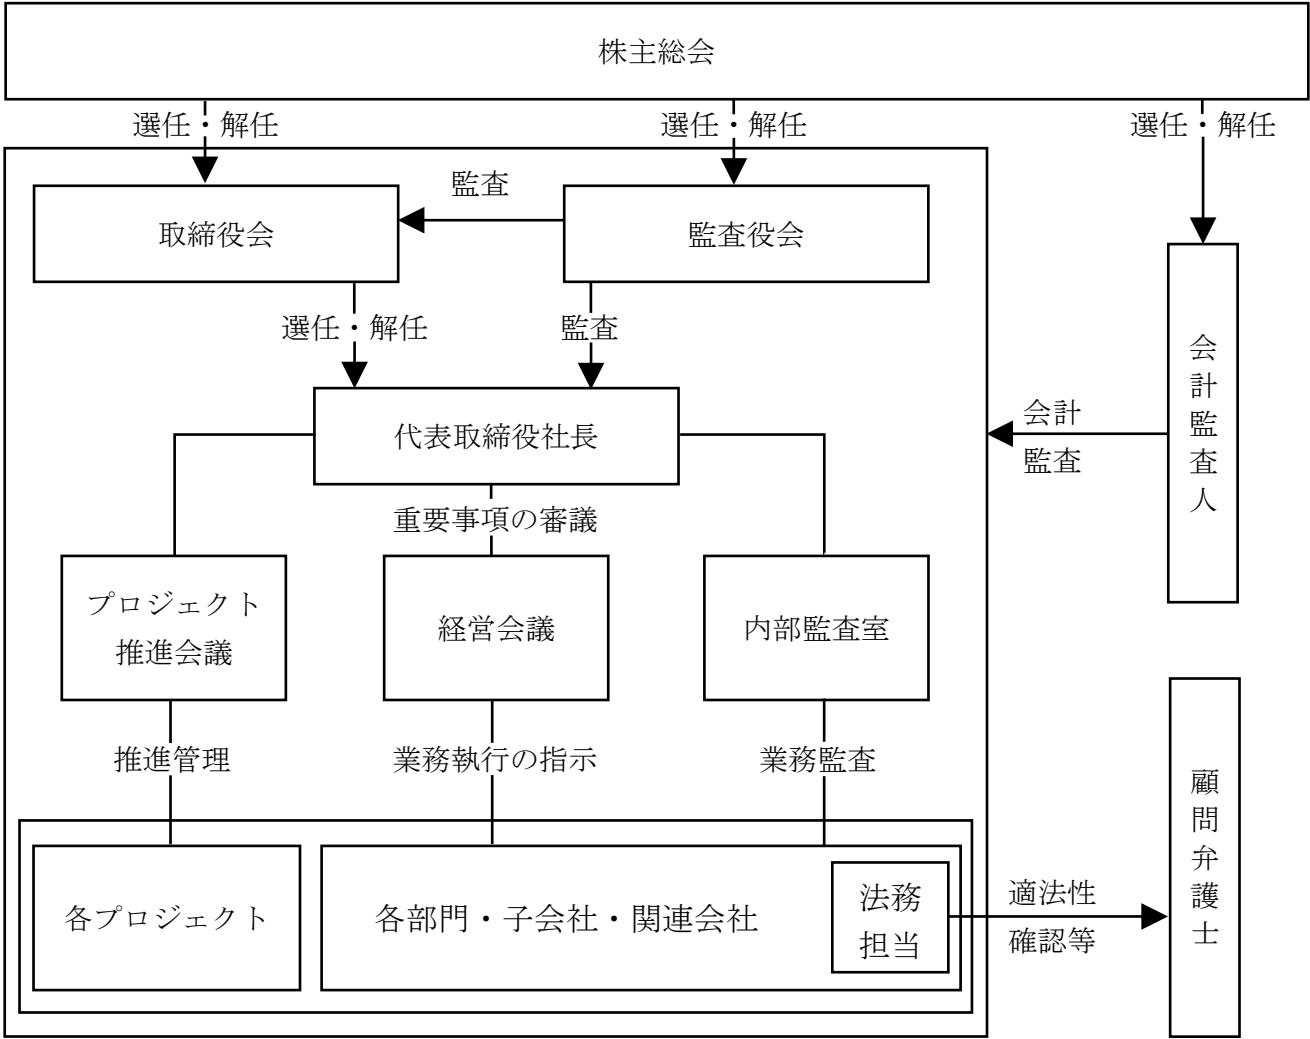 株主総会
選任・解任
選任・解任
選任・解任
監査
取締役会
監査役会
選任・解任
監査
会計監査人
代表取締役社長
会計
監査
重要事項の審議
プロジェクト
推進会議
経営会議
内部監査室
推進管理
業務執行の指示
業務監査
顧問弁護士
各プロジェクト
各部門・子会社・関連会社
法務
担当
適法性
確認等